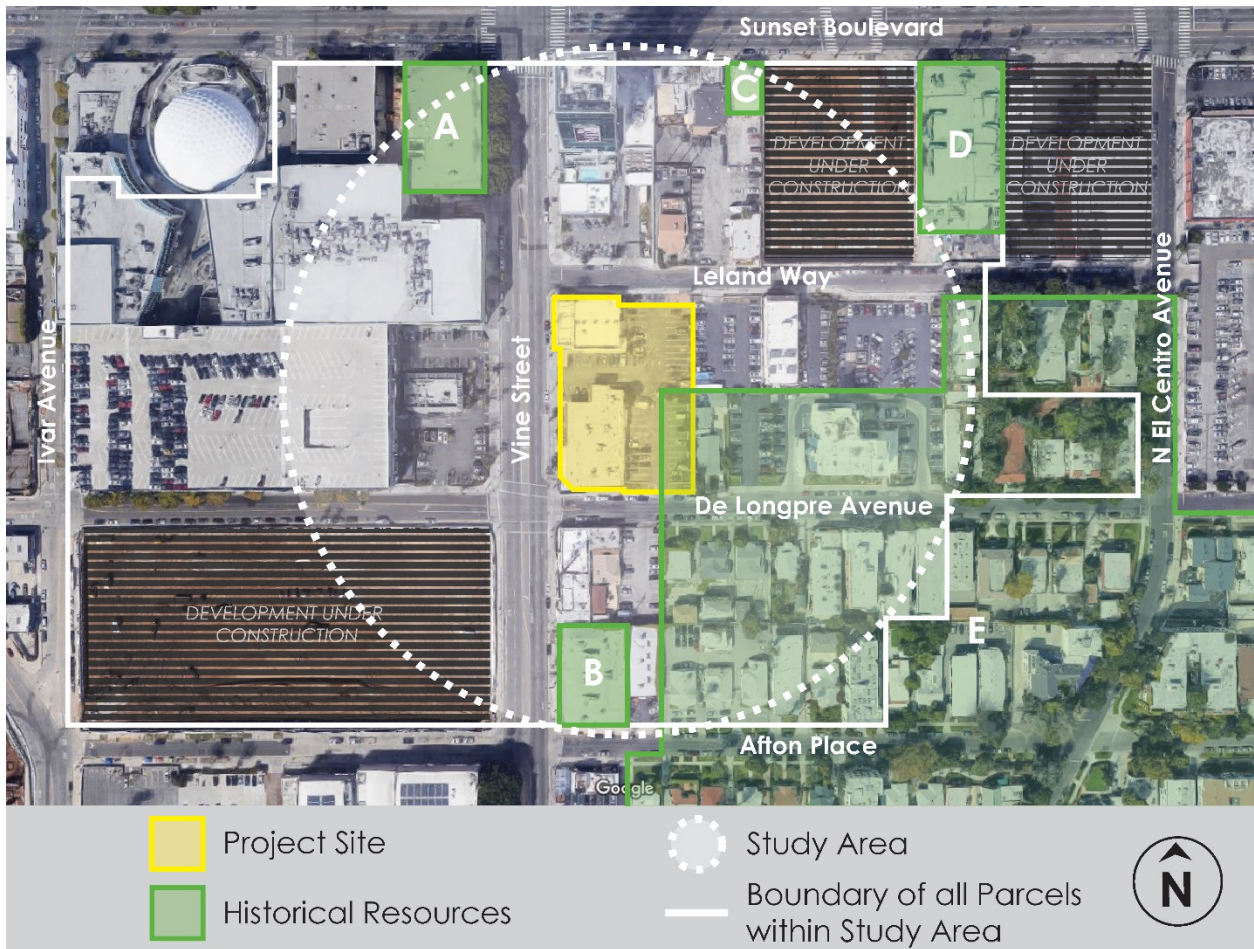 Sunset Boulevard
A
C
D
DEVELOPMENT
UNDER
CONSTRUCTION
DEVELOPMENT
UNDER
CONSTRUCTION
Leland Way
Ivar Avenue
Vine Street
N El Centro Avenue
De Longpre Avenue
DEVELOPMENT UNDER
CONSTRUCTION
B
E
Afton Place
Google
Project Site
Historical Resources
Study Area
Boundary of all Parcels
within Study Area
N